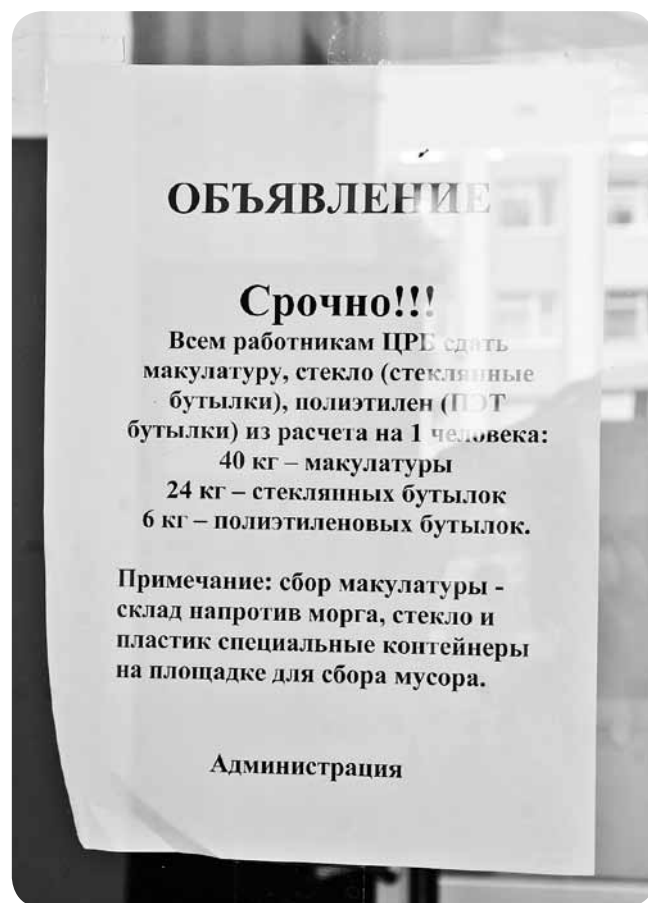 ОБЪЯВЛЕНИЕ
Срочно!!!
Всем работникам ЦРБ сдать
макулатуру, стекло (стеклянные
бутылки), полиэтилен (ПЭТ
бутылки) из расчета на 1 человека:
40 кг – макулатуры
24 кг – стеклянных бутылок
6 кг – полиэтиленовых бутылок.
Примечание: сбор макулатуры -
склад напротив морга, стекло и
пластик специальные контейнеры
на площадке для сбора мусора.
Администрация